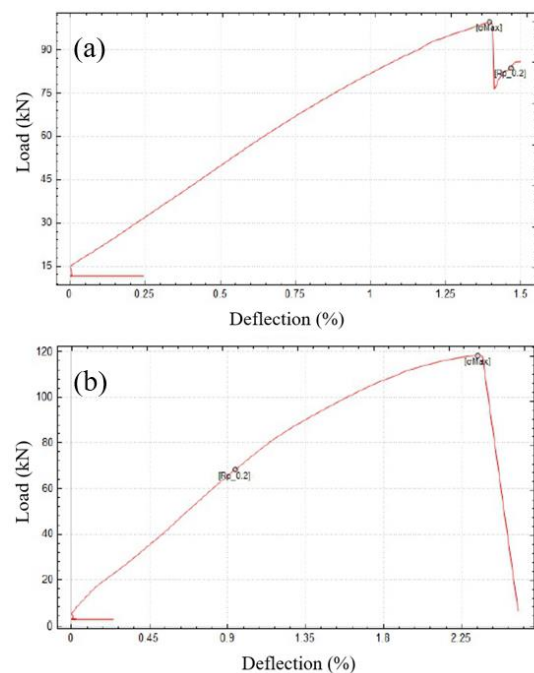 (a)
Load (kN)
90
75
60
45
30
15
0
0.25
0.5
0.75
1
1.25
1.5
[σMax]
[Rp_0.2]
Deflection (%)
(b)
Load (kN)
120
100
80
60
40
20
0
0
0.45
0.9
1.35
1.8
2.25
[σMax]
[Rp_0.2]
Deflection (%)